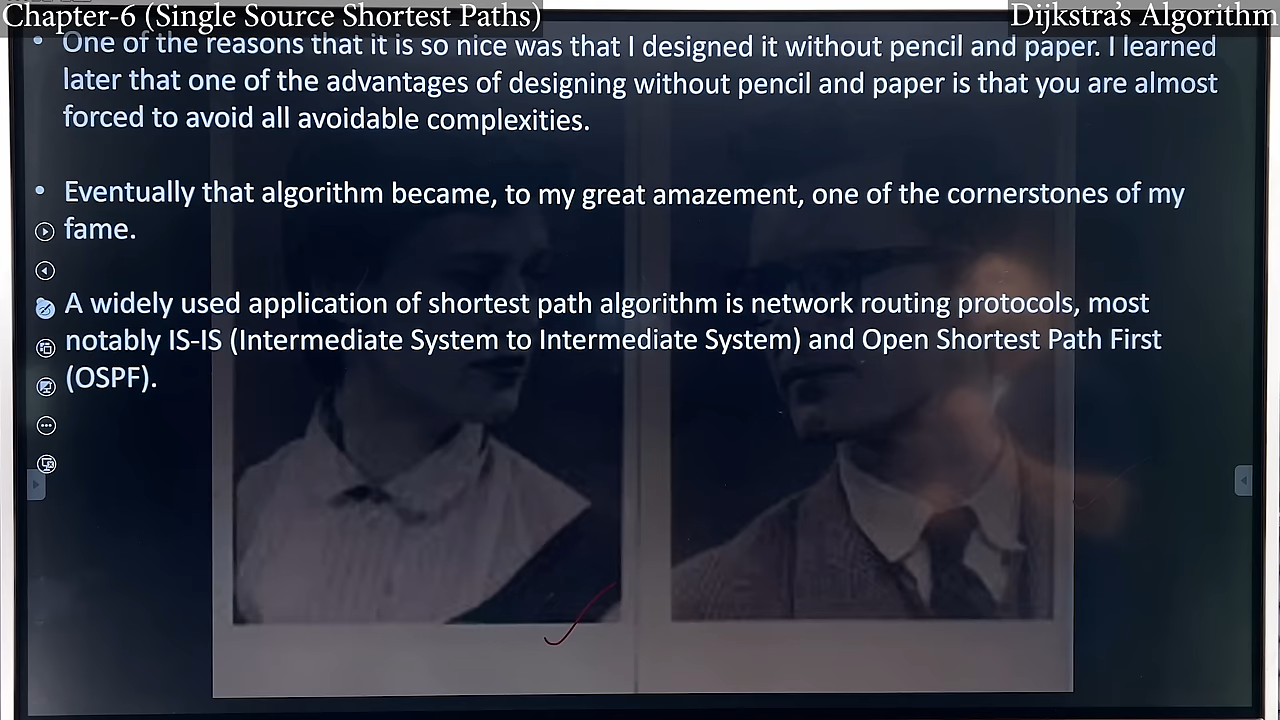 Chapter-6 (Single Source Shortest Paths)
Dijkstra's Algorithm
• One of the reasons that it is so nice was that I designed it without pencil and paper. I learned
later that one of the advantages of designing without pencil and paper is that you are almost
forced to avoid all avoidable complexities.
• Eventually that algorithm became, to my great amazement, one of the cornerstones of my
fame.
A widely used application of shortest path algorithm is network routing protocols, most
notably IS-IS (Intermediate System to Intermediate System) and Open Shortest Path First
(OSPF).